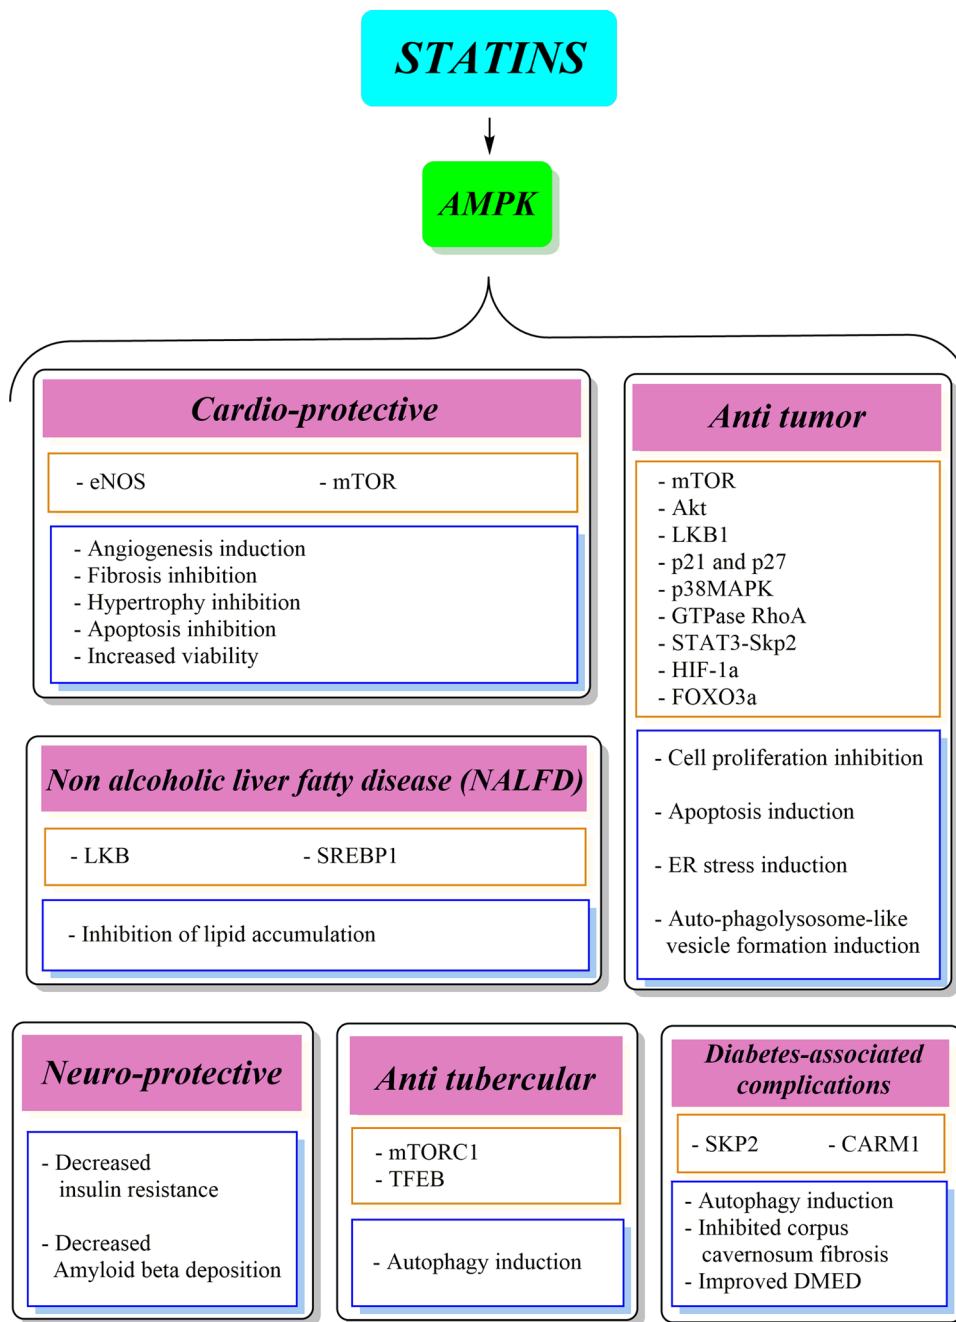 STATINS
AMPK
Cardio-protective
- eNOS - mTOR
- Angiogenesis induction
- Fibrosis inhibition
- Hypertrophy inhibition
- Apoptosis inhibition
- Increased viability
Anti tumor
- mTOR
- Akt
- LKB1
- p21 and p27
- p38MAPK
- GTPase RhoA
- STAT3-Skp2
- HIF-1a
- FOXO3a
- Cell proliferation inhibition
- Apoptosis induction
- ER stress induction
- Auto-phagolysosome-like
vesicle formation induction
Non alcoholic liver fatty disease (NALFD)
- LKB - SREBP1
- Inhibition of lipid accumulation
Neuro-protective
- Decreased
insulin resistance
- Decreased
Amyloid beta deposition
Anti tubercular
- mTORC1
- TFEB
- Autophagy induction
Diabetes-associated
complications
- SKP2 - CARM1
- Autophagy induction
- Inhibited corpus
cavernosum fibrosis
- Improved DMED